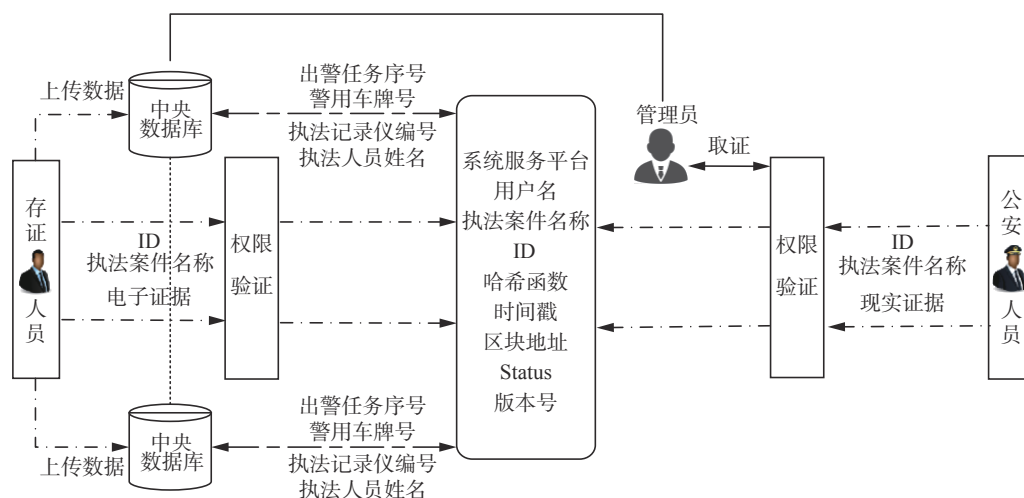 上传数据
中央
数据库
出警任务序号
警用车牌号
执法记录仪编号
执法人员姓名
管理员
取证
存
证
人
员
ID
执法案件名称
电子证据
权限
验证
系统服务平台
用户名
执法案件名称
ID
哈希函数
时间戳
区块地址
Status
版本号
权限
验证
ID
执法案件名称
现实证据
公
安
人
员
上传数据
中央
数据库
出警任务序号
警用车牌号
执法记录仪编号
执法人员姓名